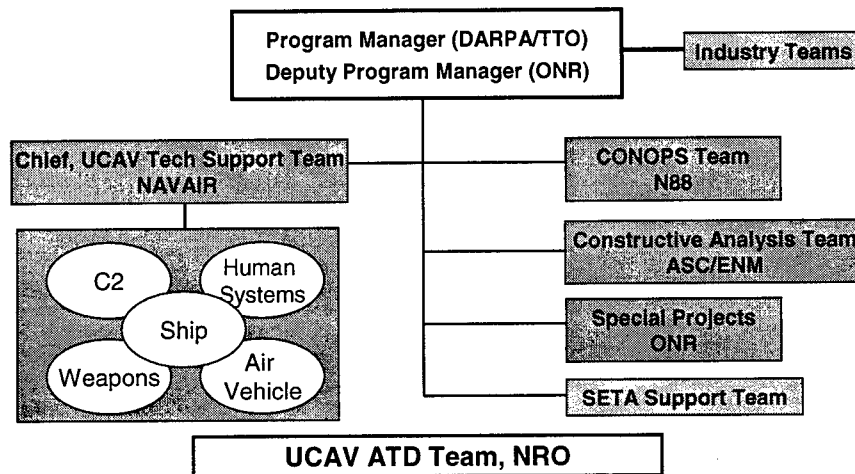 Program Manager (DARPA/TTO)
Deputy Program Manager (ONR)
Industry Teams
Chief, UCAV Tech Support Team
NAVAIR
CONOPS Team
N88
Constructive Analysis Team
ASC/ENM
Special Projects
ONR
SETA Support Team
C2
Human
Systems
Ship
Weapons
Air
Vehicle
UCAV ATD Team, NRO